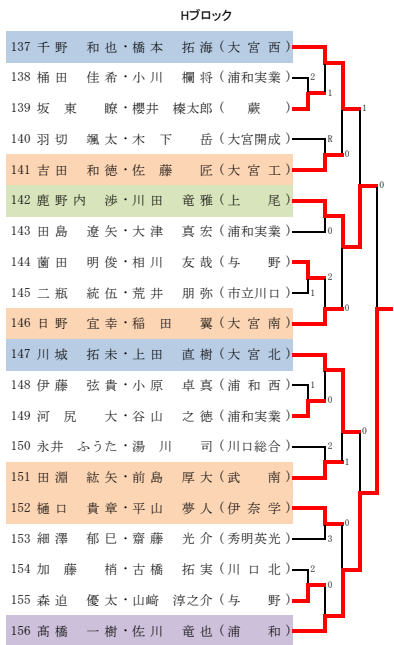 Hブロック
137 千野 和也・橋本 拓海 (大宮西)
138 桶田 佳希・小川 欄将 (浦和実業)
2
1
139 坂東 瞭・櫻井 榛太郎 (蕨)
1
140 羽切 颯太・木下 岳 (大宮開成)
R
0
141 吉田 和徳・佐藤 匠 (大宮工)
0
142 鹿野内 渉・川田 竜雅 (上尾)
143 田島 遼矢・大津 真宏 (浦和実業)
0
144 薗田 明俊・相川 友哉 (与野)
2
145 二瓶 統伍・荒井 朋弥 (市立川口)
1
0
146 日野 宜幸・稲田 翼 (大宮南)
147 川城 拓未・上田 直樹 (大宮北)
148 伊藤 弦貴・小原 卓真 (浦和西)
1
0
149 河尻 大・谷山 之徳 (浦和実業)
0
150 永井 ふうた・湯川 司 (川口総合)
2
1
151 田淵 紘矢・前島 厚大 (武南)
152 樋口 貴章・平山 夢人 (伊奈学)
0
153 細澤 郁巳・齋藤 光介 (秀明英光)
3
154 加藤 梢・古橋 拓実 (川口北)
2
0
155 森迫 優太・山﨑 淳之介 (与野)
156 髙橋 一樹・佐川 竜也 (浦和)